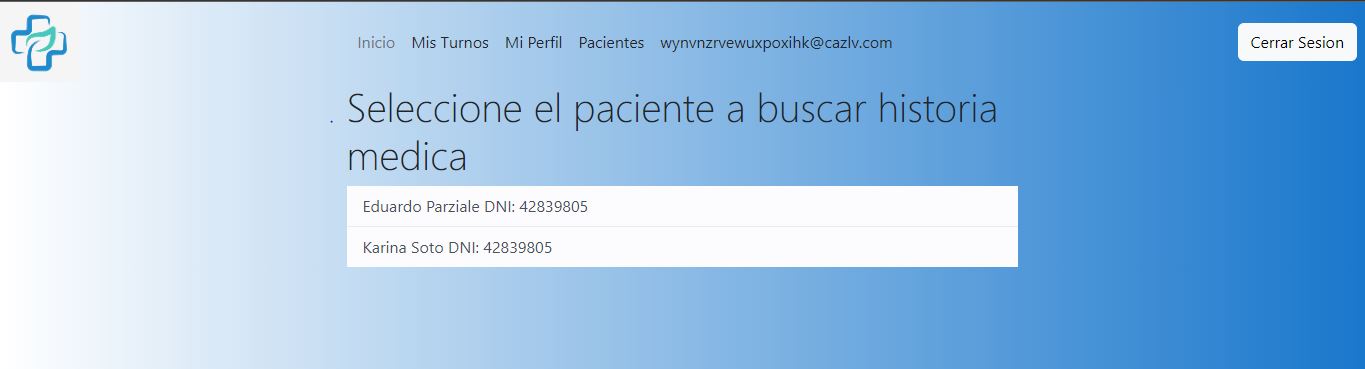 Inicio Mis Turnos Mi Perfil Pacientes wynvnzrvewuxpoxihk@cazlv.com Cerrar Sesion
Seleccione el paciente a buscar historia
medica
Eduardo Parziale DNI: 42839805
Karina Soto DNI: 42839805